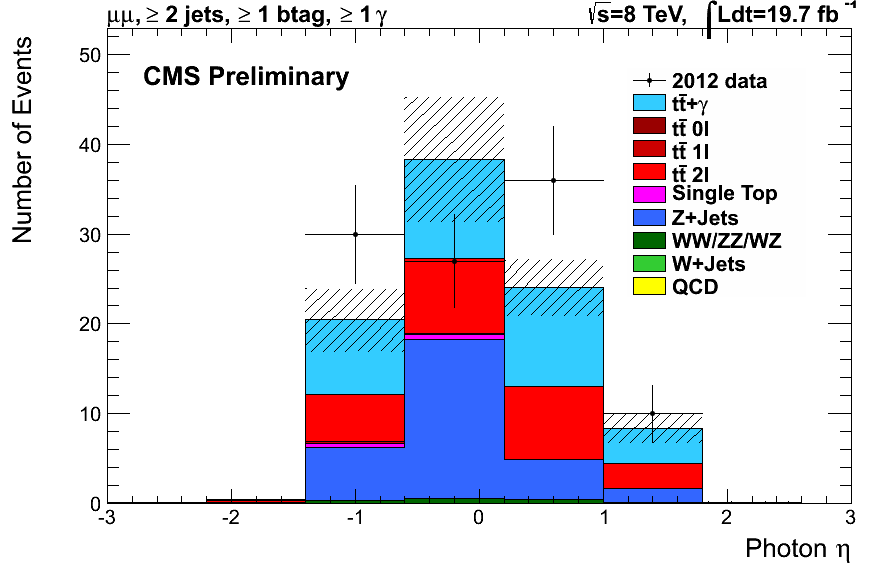 μμ, ≥ 2 jets, ≥ 1 btag, ≥ 1 γ
√s=8 TeV, ∫Ldt=19.7 fb⁻¹
CMS Preliminary
2012 data
tt̄+γ
tt̄ 0l
tt̄ 1l
tt̄ 2l
Single Top
Z+Jets
WW/ZZ/WZ
W+Jets
QCD
Number of Events
50
40
30
20
10
0
-3 -2 -1 0 1 2 3
Photon η